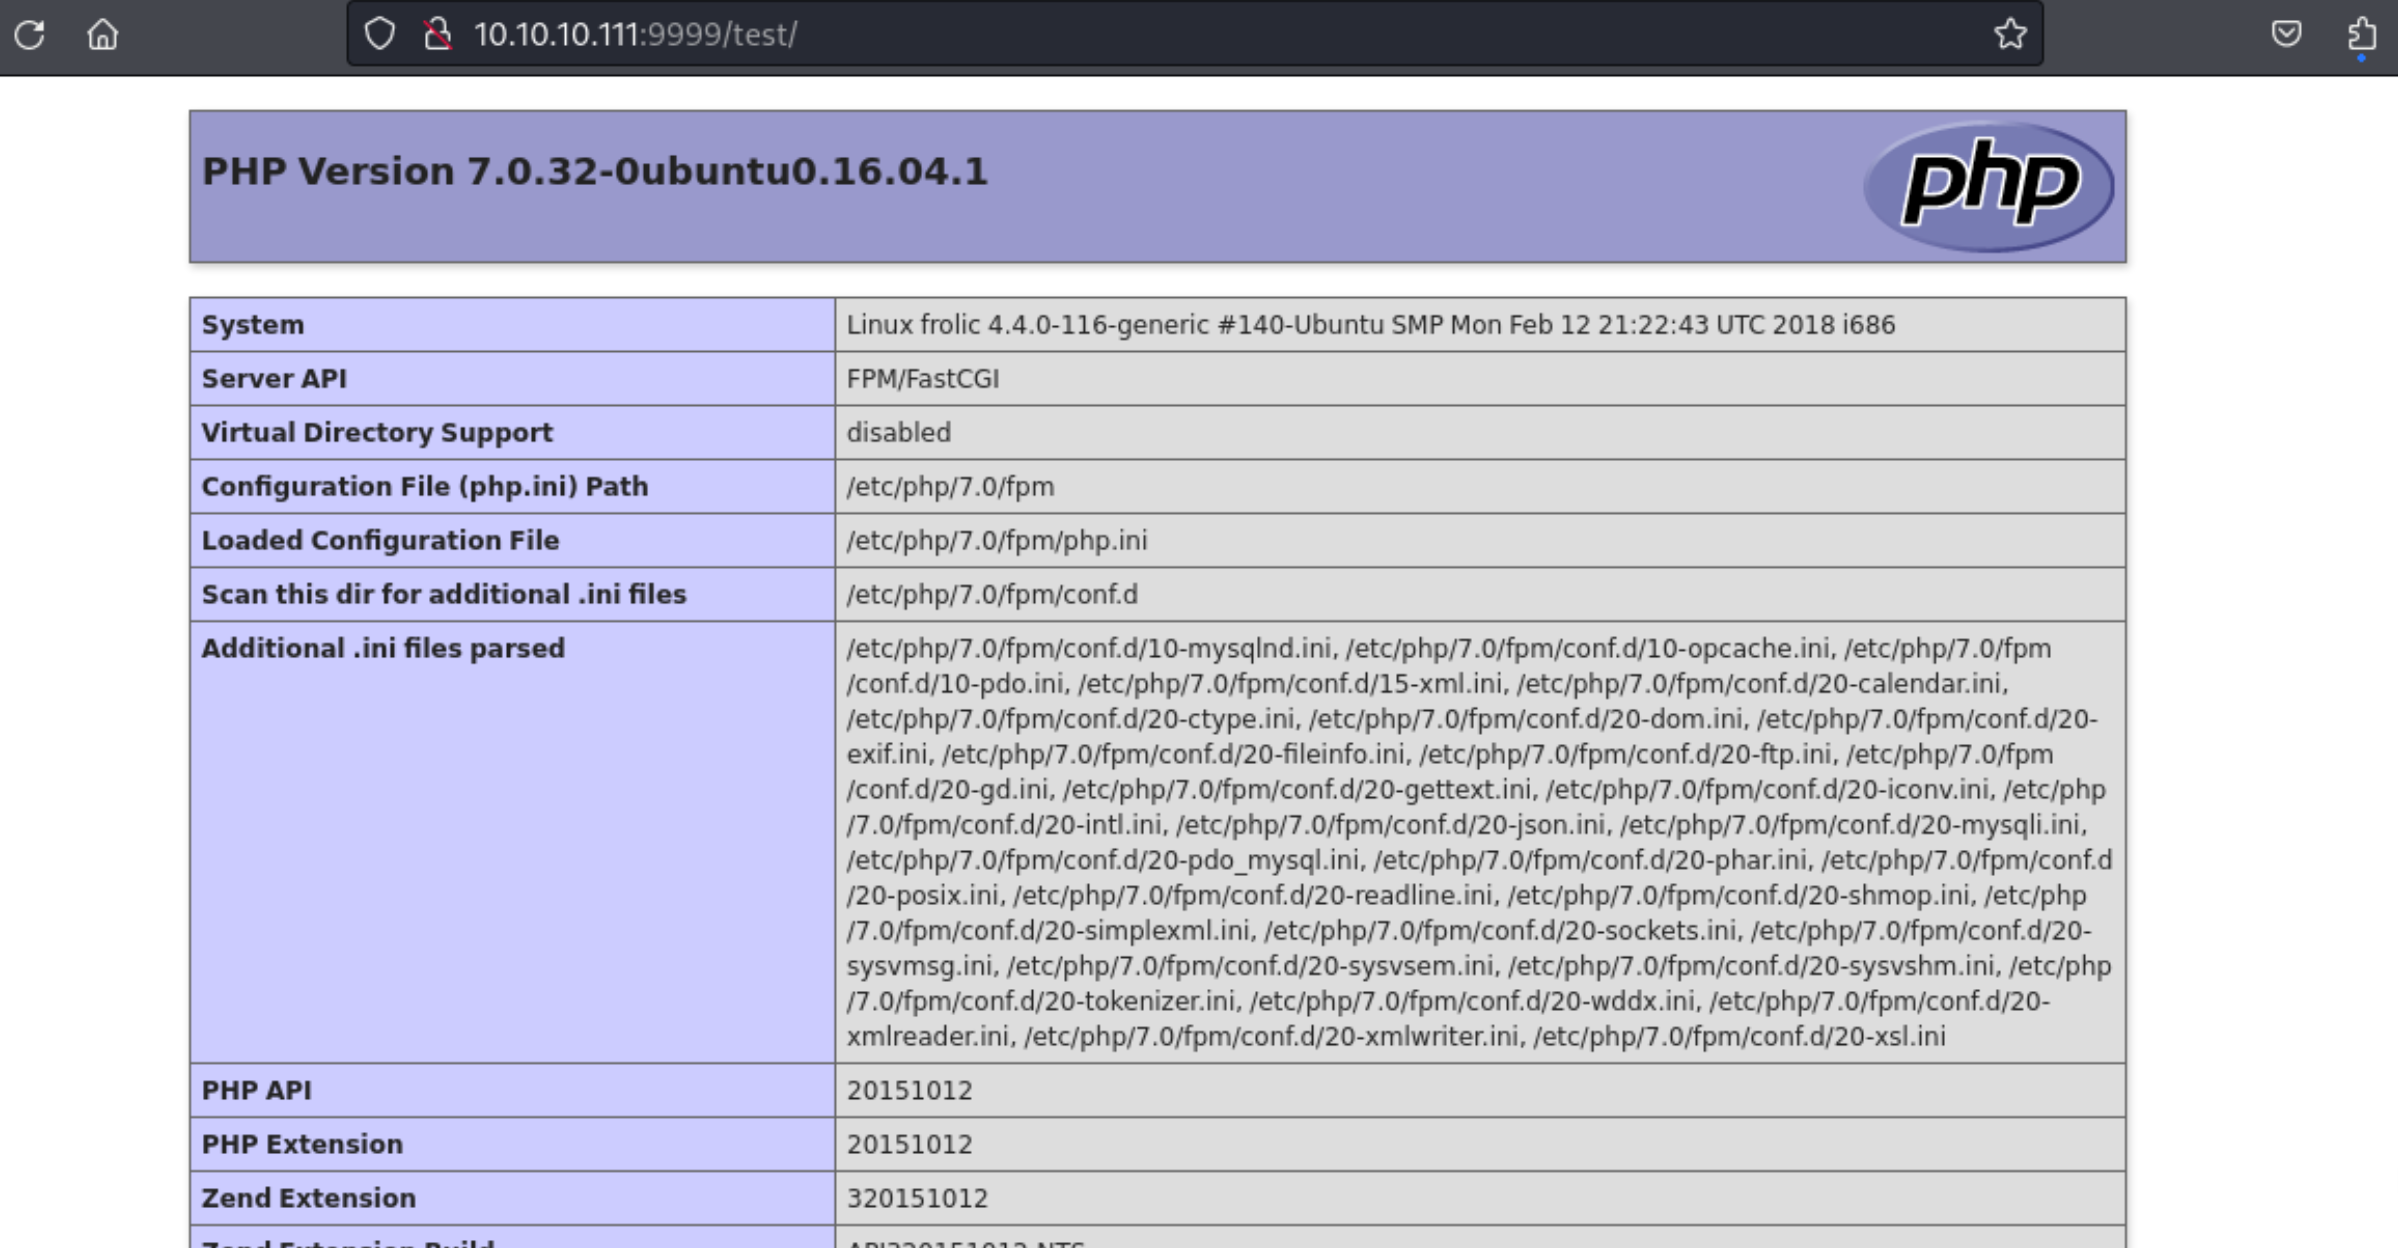 10.10.10.111:9999/test/
PHP Version 7.0.32-0ubuntu0.16.04.1
php
System
Linux frolic 4.4.0-116-generic #140-Ubuntu SMP Mon Feb 12 21:22:43 UTC 2018 i686
Server API
FPM/FastCGI
Virtual Directory Support
disabled
Configuration File (php.ini) Path
/etc/php/7.0/fpm
Loaded Configuration File
/etc/php/7.0/fpm/php.ini
Scan this dir for additional .ini files
/etc/php/7.0/fpm/conf.d
Additional .ini files parsed
/etc/php/7.0/fpm/conf.d/10-mysqlnd.ini, /etc/php/7.0/fpm/conf.d/10-opcache.ini, /etc/php/7.0/fpm
/conf.d/10-pdo.ini, /etc/php/7.0/fpm/conf.d/15-xml.ini, /etc/php/7.0/fpm/conf.d/20-calendar.ini,
/etc/php/7.0/fpm/conf.d/20-ctype.ini, /etc/php/7.0/fpm/conf.d/20-dom.ini, /etc/php/7.0/fpm/conf.d/20-
exif.ini, /etc/php/7.0/fpm/conf.d/20-fileinfo.ini, /etc/php/7.0/fpm/conf.d/20-ftp.ini, /etc/php/7.0/fpm
/conf.d/20-gd.ini, /etc/php/7.0/fpm/conf.d/20-gettext.ini, /etc/php/7.0/fpm/conf.d/20-iconv.ini, /etc/php
/7.0/fpm/conf.d/20-intl.ini, /etc/php/7.0/fpm/conf.d/20-json.ini, /etc/php/7.0/fpm/conf.d/20-mysqli.ini,
/etc/php/7.0/fpm/conf.d/20-pdo_mysql.ini, /etc/php/7.0/fpm/conf.d/20-phar.ini, /etc/php/7.0/fpm/conf.d
/20-posix.ini, /etc/php/7.0/fpm/conf.d/20-readline.ini, /etc/php/7.0/fpm/conf.d/20-shmop.ini, /etc/php
/7.0/fpm/conf.d/20-simplexml.ini, /etc/php/7.0/fpm/conf.d/20-sockets.ini, /etc/php/7.0/fpm/conf.d/20-
sysvmsg.ini, /etc/php/7.0/fpm/conf.d/20-sysvsem.ini, /etc/php/7.0/fpm/conf.d/20-sysvshm.ini, /etc/php
/7.0/fpm/conf.d/20-tokenizer.ini, /etc/php/7.0/fpm/conf.d/20-wddx.ini, /etc/php/7.0/fpm/conf.d/20-
xmlreader.ini, /etc/php/7.0/fpm/conf.d/20-xmlwriter.ini, /etc/php/7.0/fpm/conf.d/20-xsl.ini
PHP API
20151012
PHP Extension
20151012
Zend Extension
320151012
Zend Extension Build
API320151012,NTS